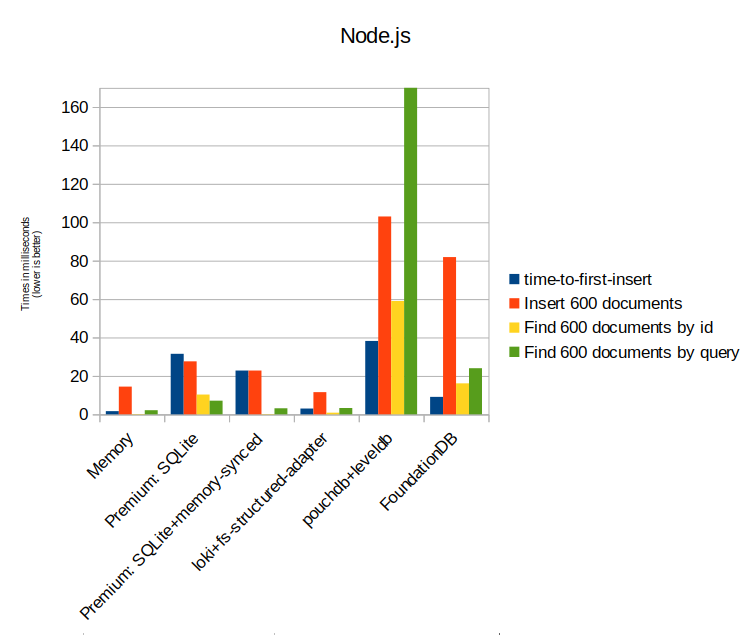 Node.js
160
140
120
100
80
60
40
20
0
Times in milliseconds
(lower is better)
time-to-first-insert
Insert 600 documents
Find 600 documents by id
Find 600 documents by query
Memory
Premium: SQLite
Premium: SQLite+memory-synced
loki+fs-structured-adapter
pouchdb+leveldb
FoundationDB